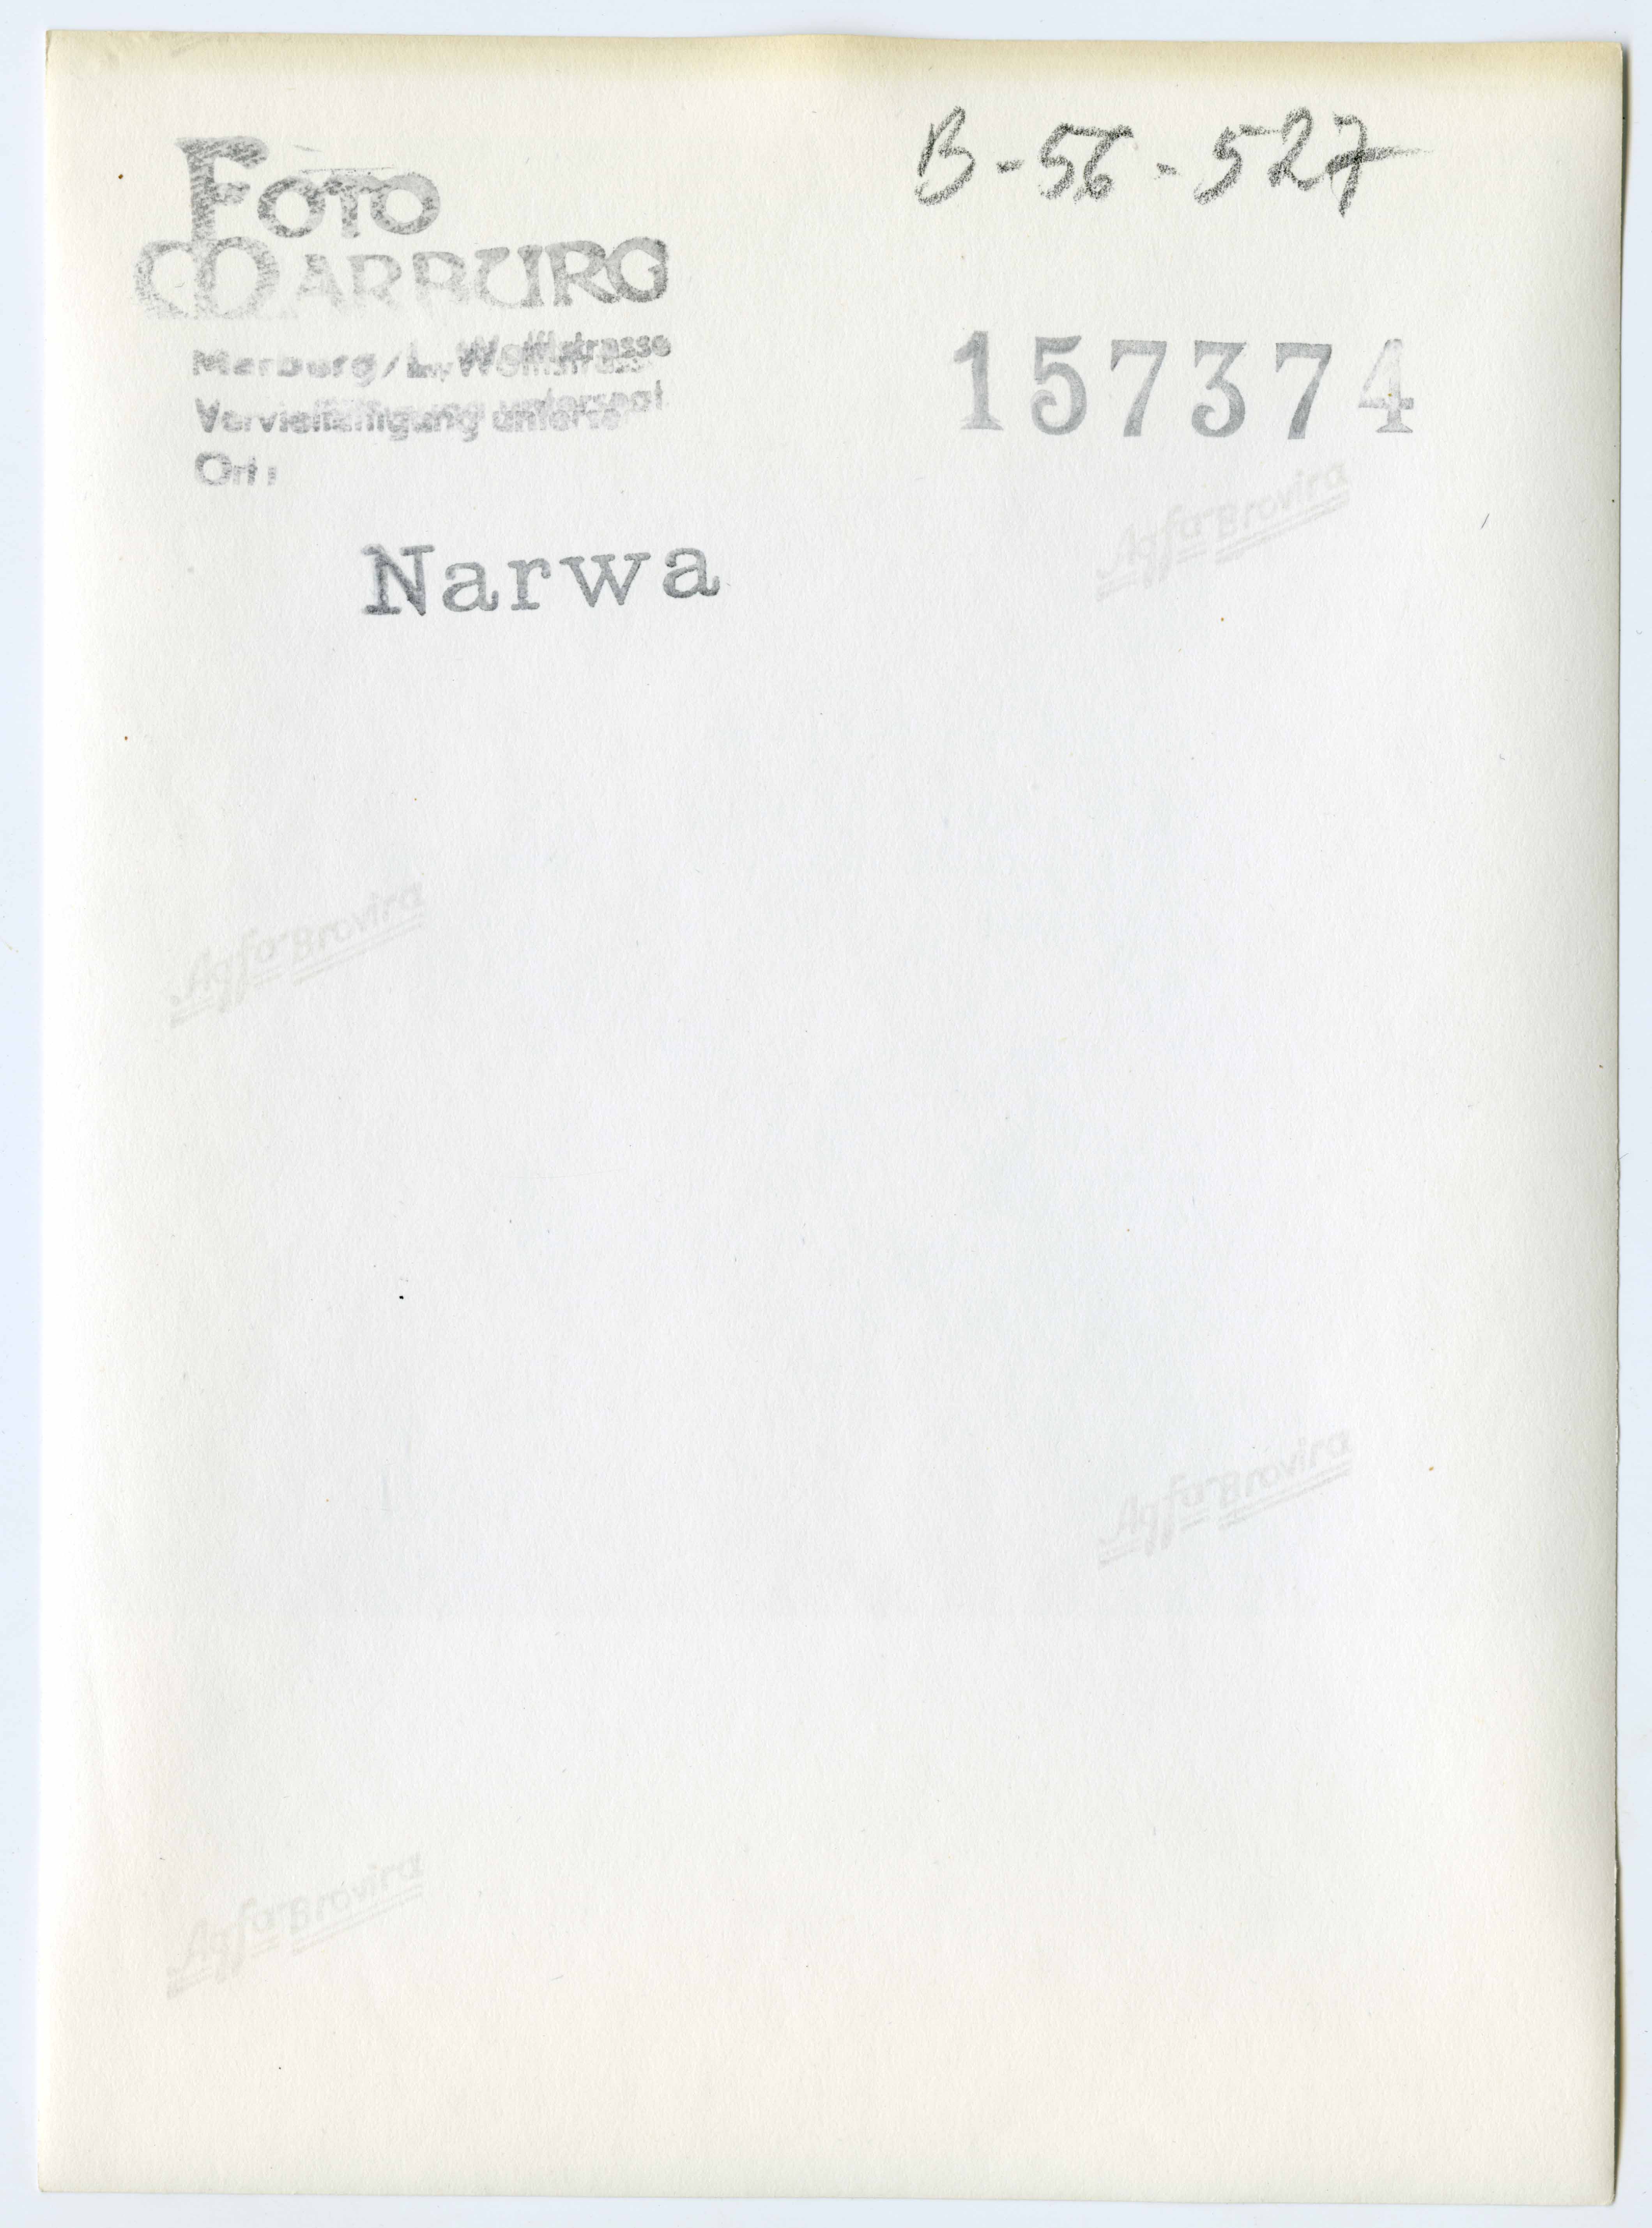 FOTO
MARBURG
B-56-527
Marburg/L., Wolffstrasse
Vervielfältigung untersagt
Ort:
157374
Narwa
Agfa Brovira
Agfa Brovira
Agfa Brovira
Agfa Brovira